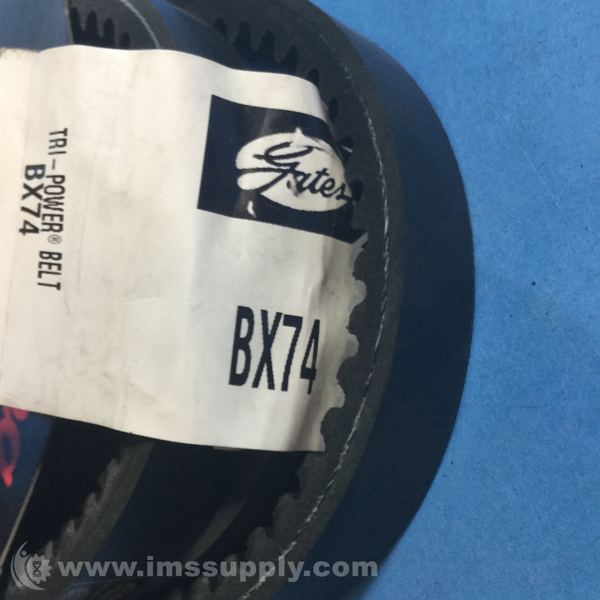 Gates
TRI-POWER® BELT
BX74
BX74
www.imssupply.com